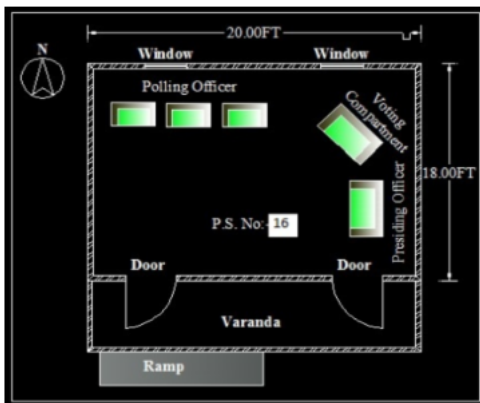 20.00FT
N
Window
Window
Polling Officer
Voting
Compartment
18.00FT
Presiding Officer
P.S. No:- 16
Door
Door
Varanda
Ramp